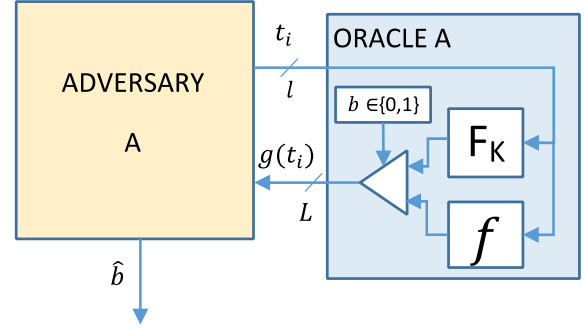 ADVERSARY
A
t_i
l
ORACLE A
b ∈{0,1}
F_K
g(t_i)
L
f
b̂